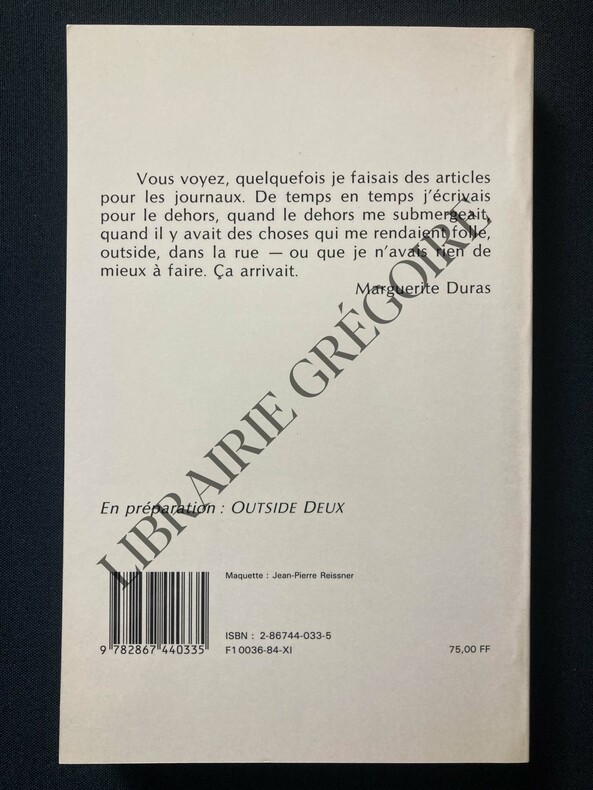 Vous voyez, quelquefois je faisais des articles
pour les journaux. De temps en temps j'écrivais
pour le dehors, quand le dehors me submergeait,
quand il y avait des choses qui me rendaient folle,
outside, dans la rue — ou que je n'avais rien de
mieux à faire. Ça arrivait.
Marguerite Duras
LIBRAIRIE GRÉGOIRE
En préparation : OUTSIDE DEUX
Maquette : Jean-Pierre Reissner
ISBN : 2-86744-033-5
F1 0036-84-XI
75,00 FF
9 782867 440335